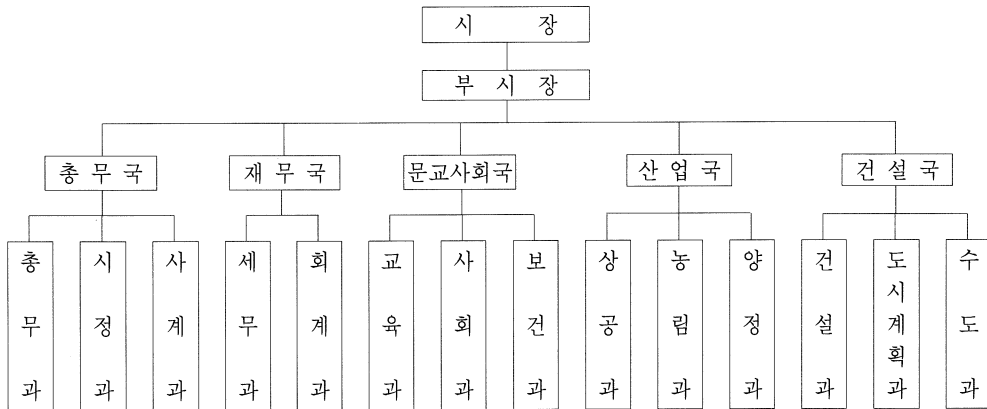 시 장
부 시 장
총 무 국 재 무 국 문교사회국 산 업 국 건 설 국
총무과 시정과 사계과 세무과 회계과 교육과 사회과 보건과 상공과 농림과 양정과 건설과 도시계획과 수도과